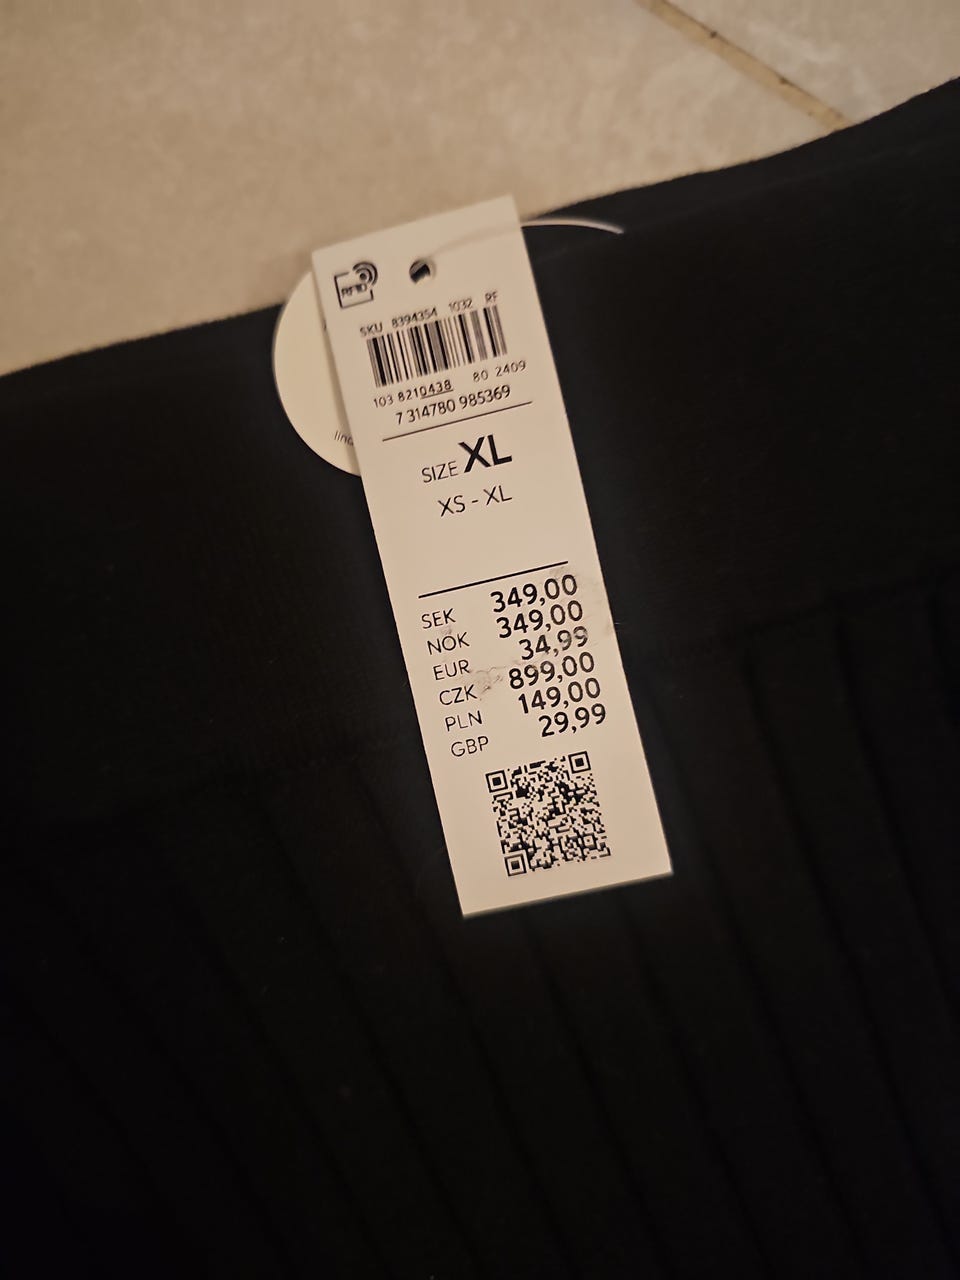 RFID
SKU 8394354 1032 RF
103 8210438 80 2409
7 314780 985369
SIZE XL
XS - XL
SEK 349,00
NOK 349,00
EUR 34,99
CZK 899,00
PLN 149,00
GBP 29,99